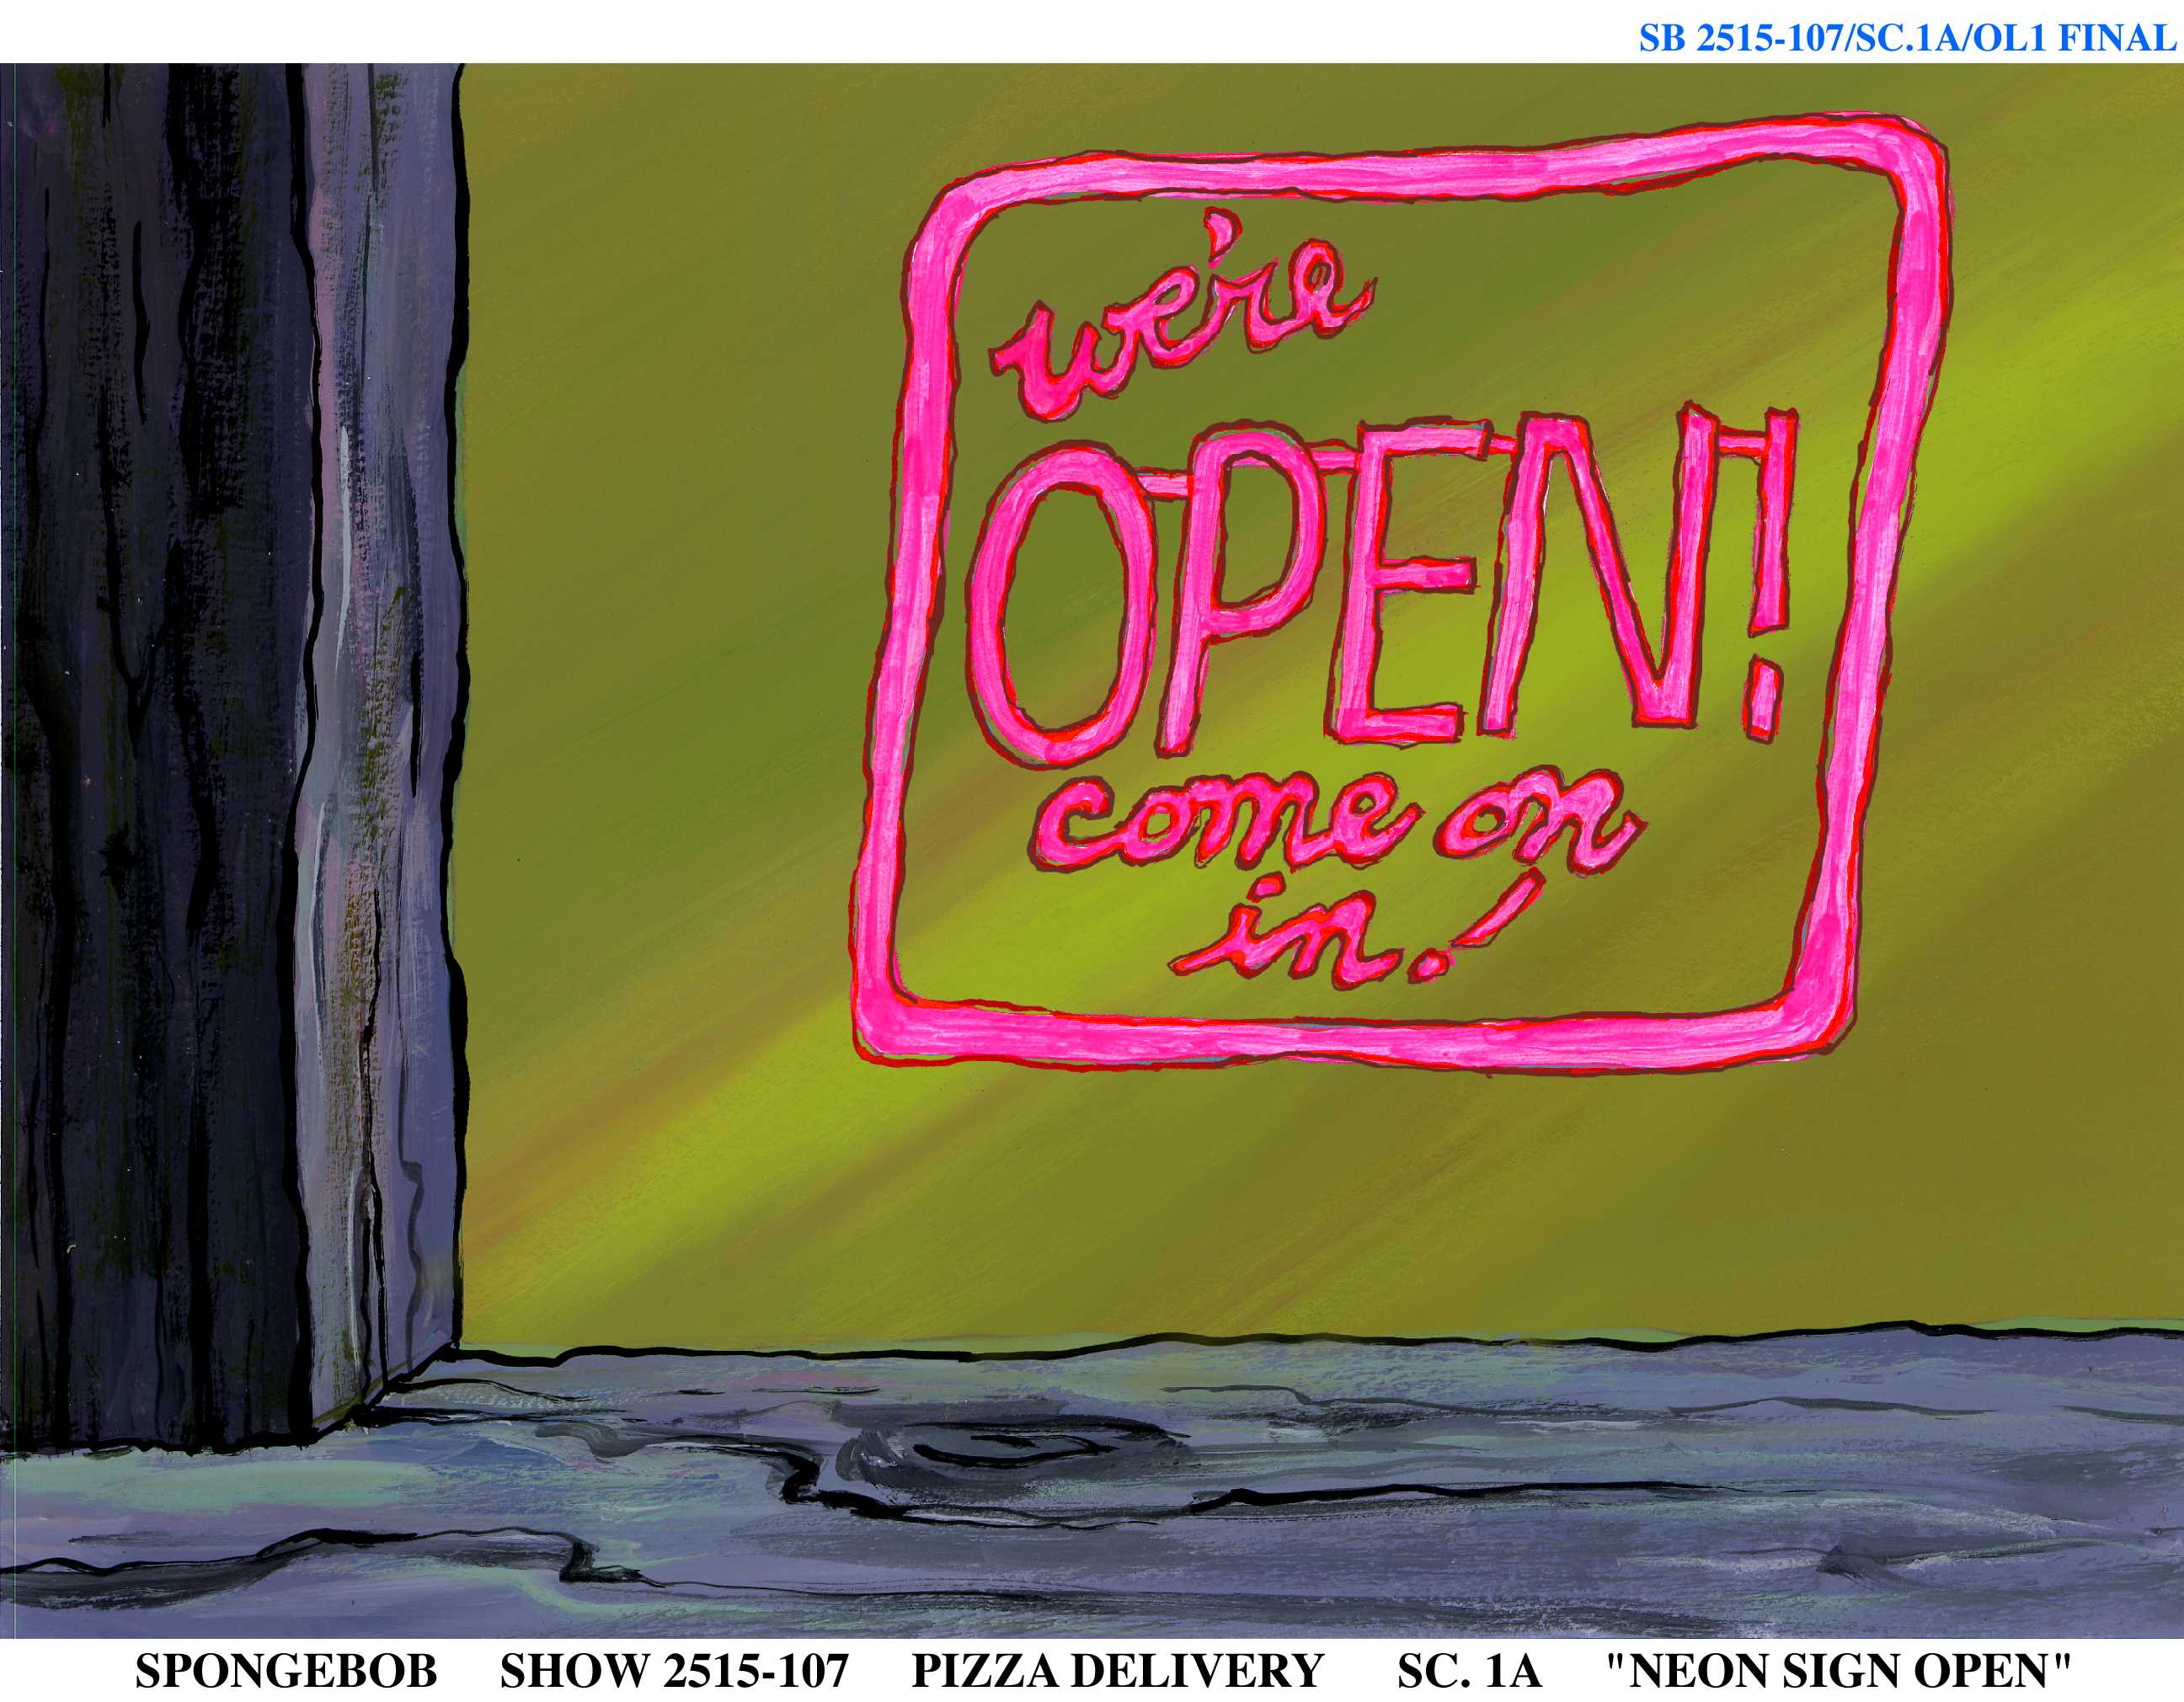 SB 2515-107/SC.1A/OL1 FINAL
we're
OPEN!
come on
in!
SPONGEBOB SHOW 2515-107 PIZZA DELIVERY SC. 1A "NEON SIGN OPEN"